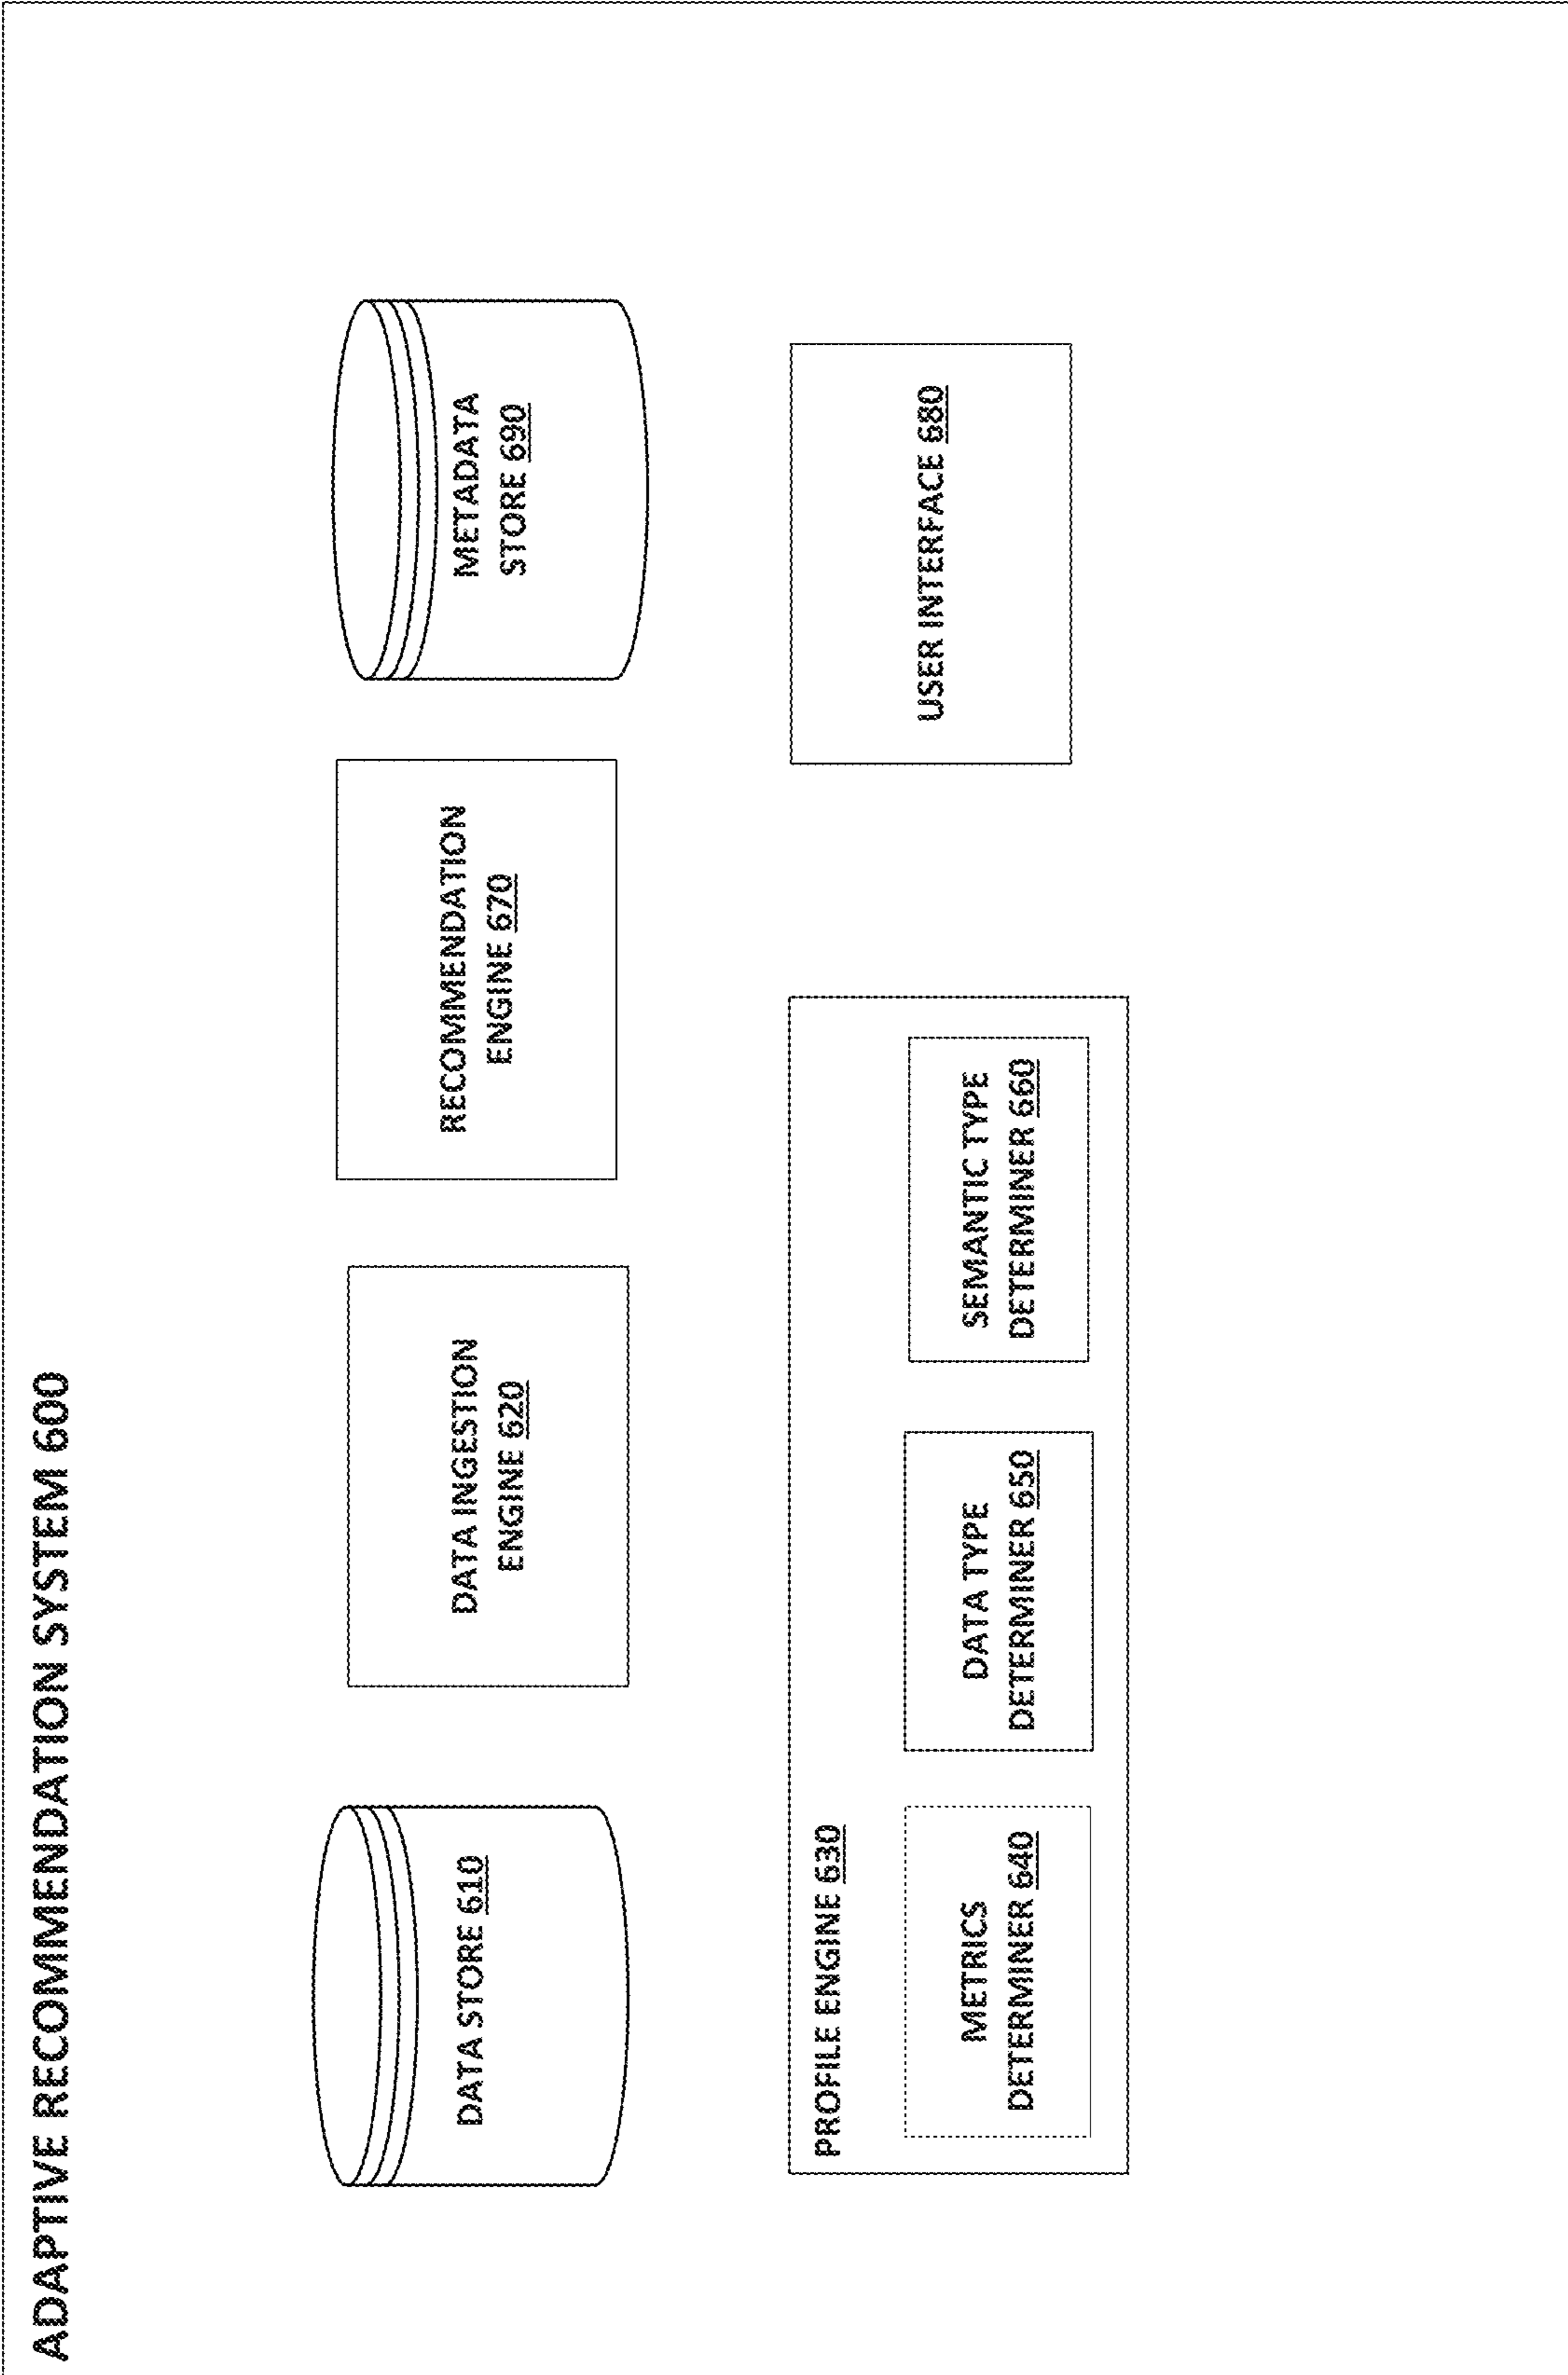 ADAPTIVE RECOMMENDATION SYSTEM 600
DATA STORE 610
DATA INGESTION
ENGINE 620
RECOMMENDATION
ENGINE 670
METADATA
STORE 690
PROFILE ENGINE 630
METRICS
DETERMINER 640
DATA TYPE
DETERMINER 650
SEMANTIC TYPE
DETERMINER 660
USER INTERFACE 680